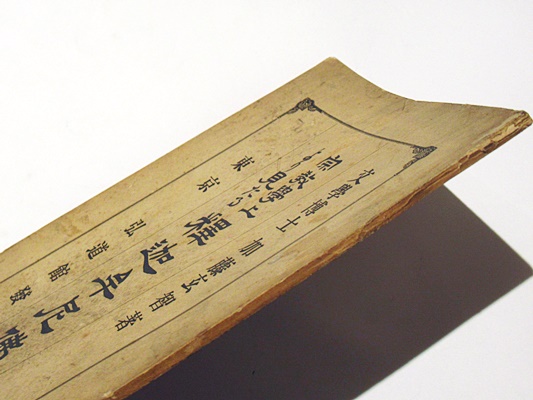 文學博士 加藤玄智著
宗教學上
より見たる
釋迦牟尼
東京 弘道館發